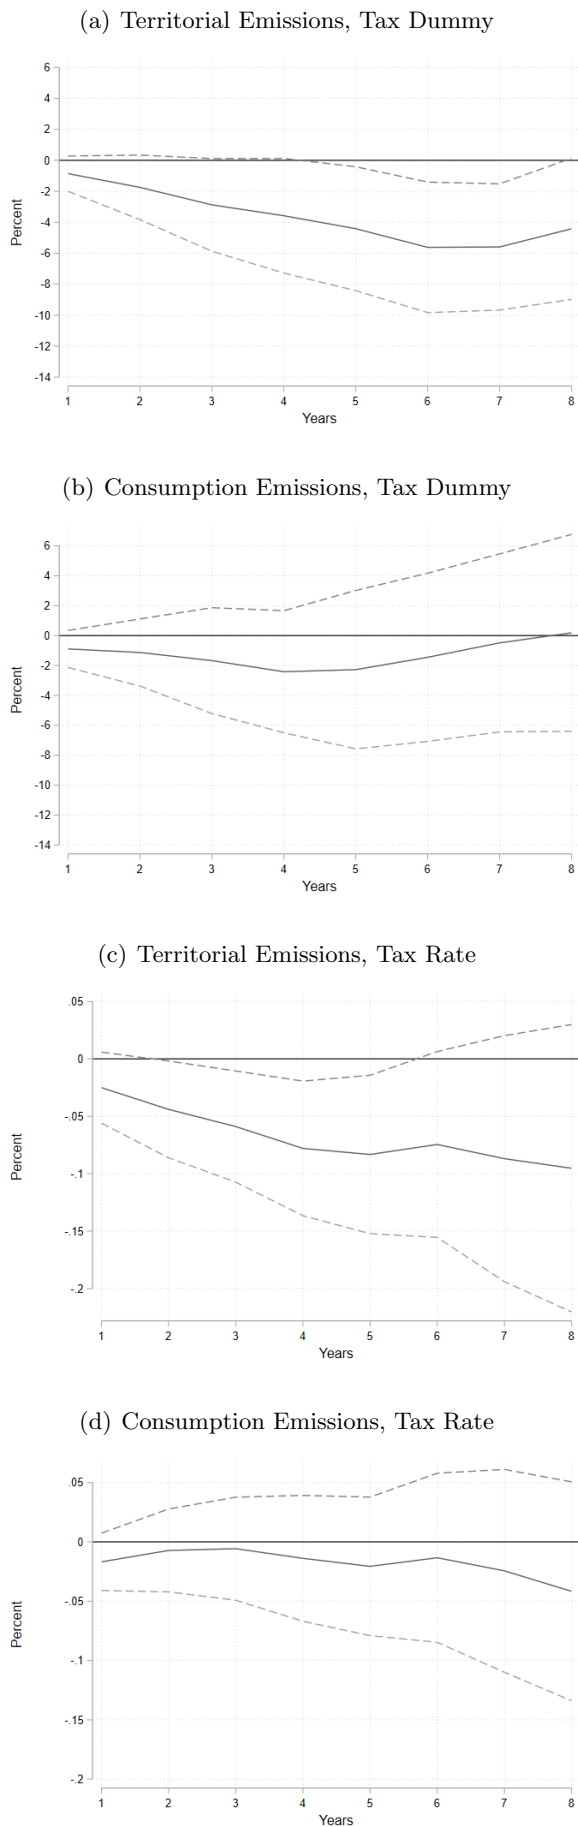 (a) Territorial Emissions, Tax Dummy
6
4
2
0
-2
-4
-6
-8
-10
-12
-14
Percent
1 2 3 4 5 6 7 8
Years
(b) Consumption Emissions, Tax Dummy
6
4
2
0
-2
-4
-6
-8
-10
-12
-14
Percent
1 2 3 4 5 6 7 8
Years
(c) Territorial Emissions, Tax Rate
.05
0
-.05
-.1
-.15
-.2
Percent
1 2 3 4 5 6 7 8
Years
(d) Consumption Emissions, Tax Rate
.05
0
-.05
-.1
-.15
-.2
Percent
1 2 3 4 5 6 7 8
Years